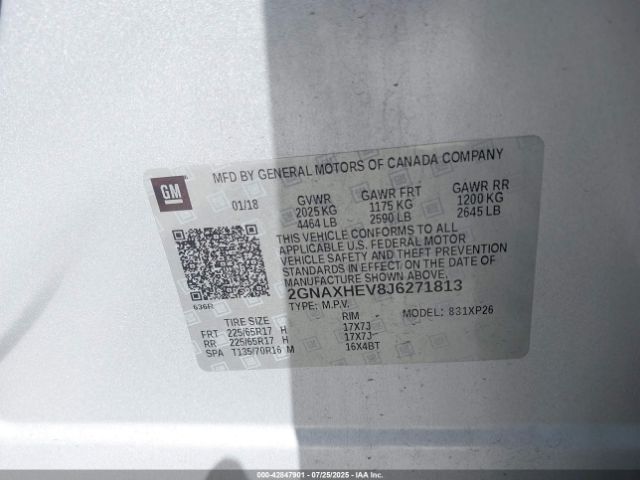 GM
MFD BY GENERAL MOTORS OF CANADA COMPANY
01/18 GVWR GAWR FRT GAWR RR
2025 KG 1175 KG 1200 KG
4464 LB 2590 LB 2645 LB
THIS VEHICLE CONFORMS TO ALL
APPLICABLE U.S. FEDERAL MOTOR
VEHICLE SAFETY AND THEFT PREVENTION
STANDARDS IN EFFECT ON THE DATE OF
MANUFACTURE SHOWN ABOVE.
2GNAXHEV8J6271813
636R
TYPE: M.P.V. MODEL: 831XP26
TIRE SIZE RIM
FRT 225/65R17 H 17X7J
RR 225/65R17 H 17X7J
SPA T135/70R16 M 16X4BT
000-42847901 - 07/25/2025 - IAAI.COM